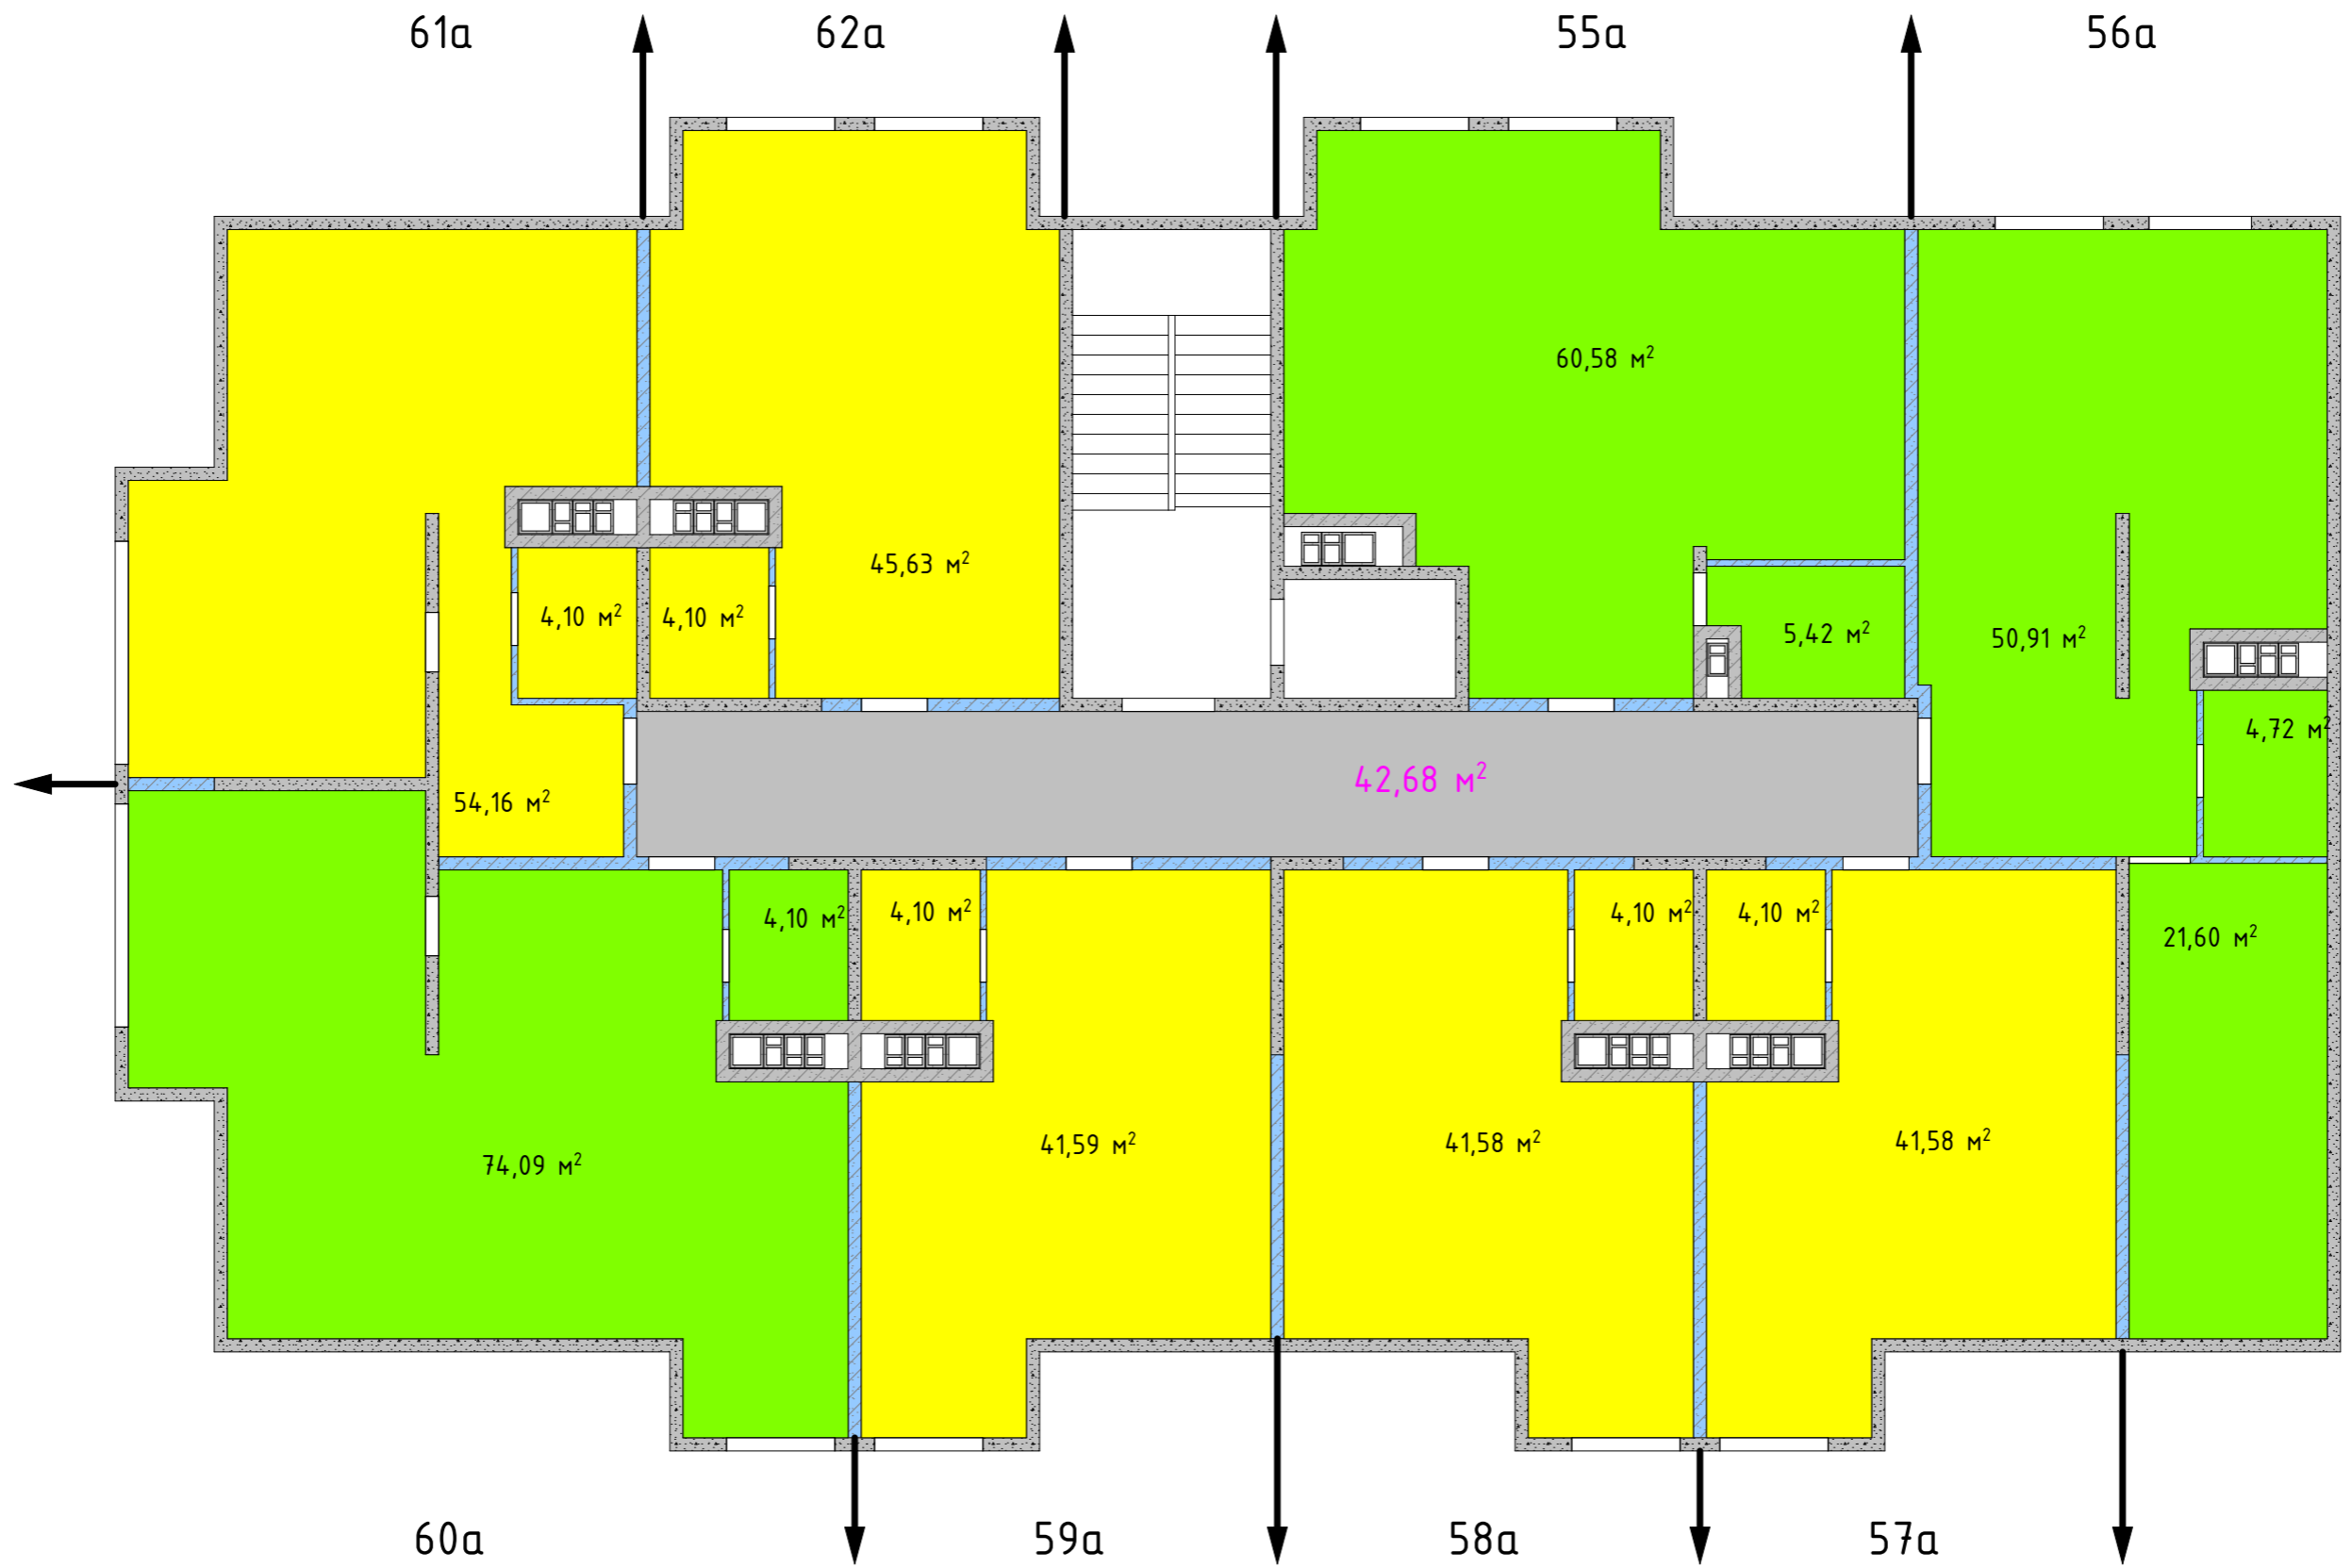 61а
62а
55а
56а
60,58 м²
45,63 м²
4,10 м²
4,10 м²
5,42 м²
50,91 м²
4,72 м²
42,68 м²
54,16 м²
4,10 м²
4,10 м²
4,10 м²
4,10 м²
21,60 м²
74,09 м²
41,59 м²
41,58 м²
41,58 м²
60а
59а
58а
57а